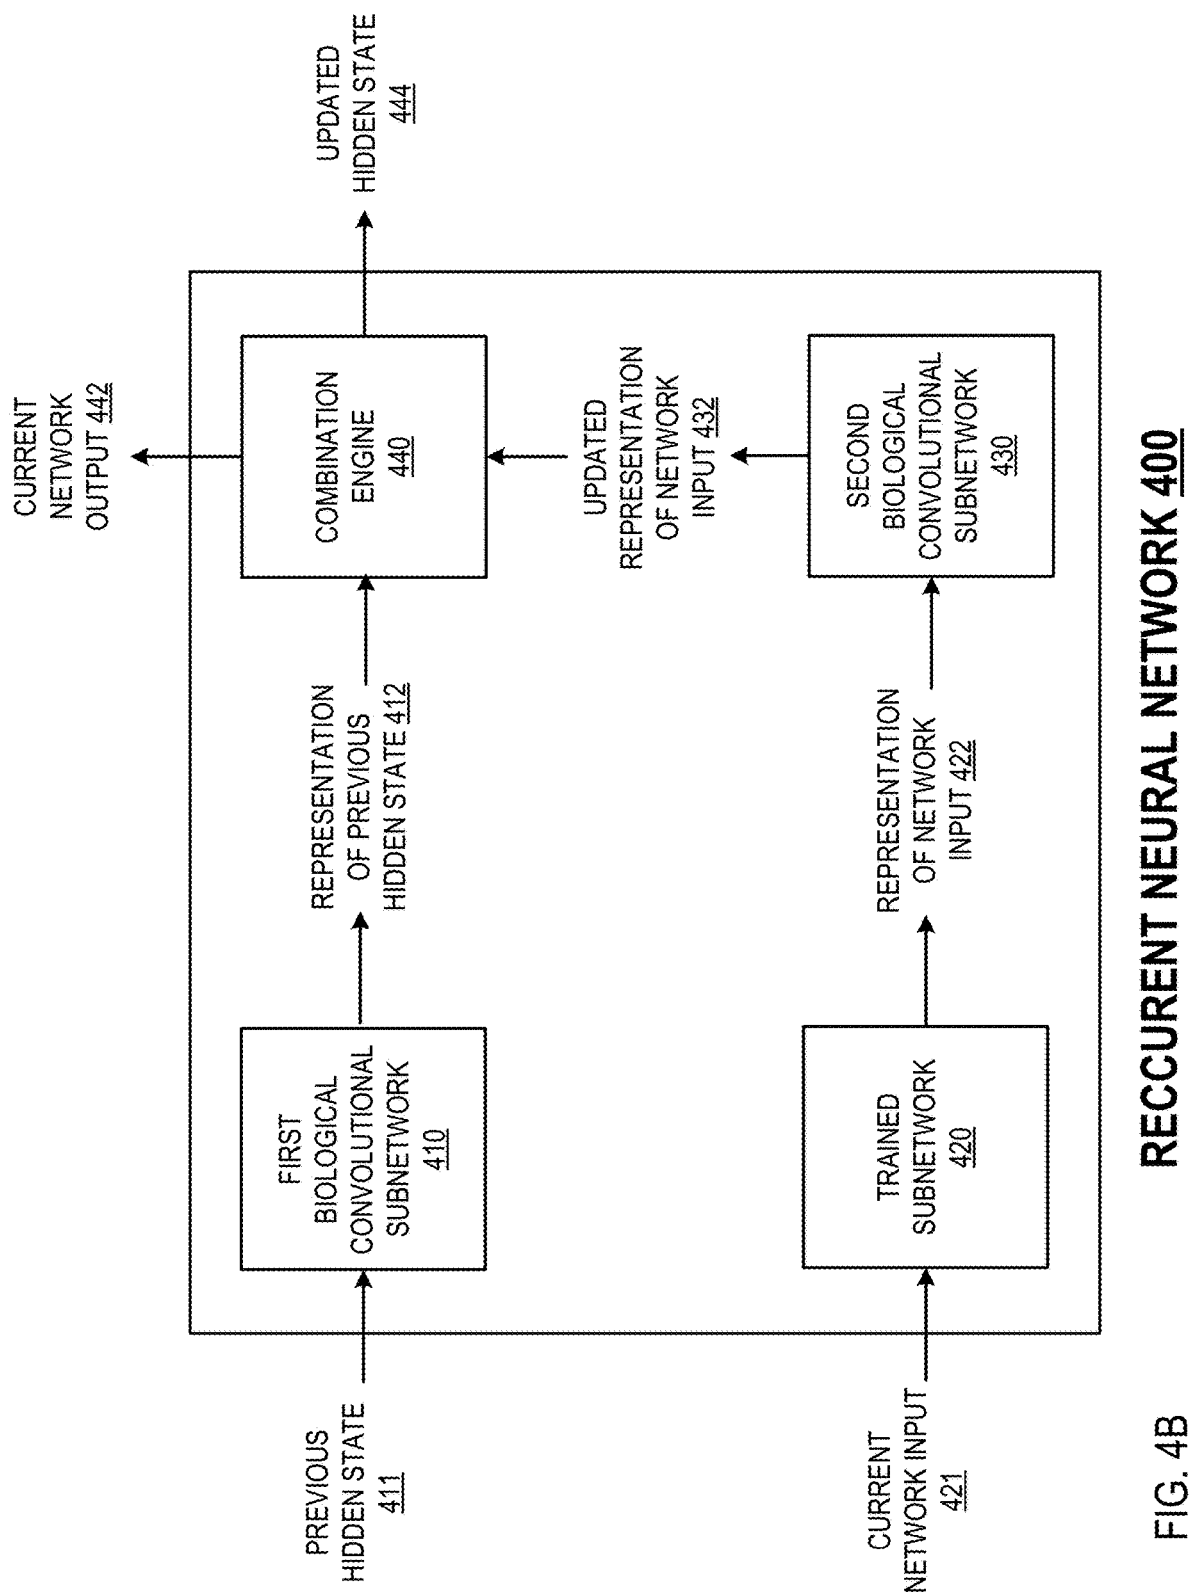 CURRENT
NETWORK
OUTPUT 442
PREVIOUS
HIDDEN STATE
411
FIRST
BIOLOGICAL
CONVOLUTIONAL
SUBNETWORK
410
REPRESENTATION
OF PREVIOUS
HIDDEN STATE 412
COMBINATION
ENGINE
440
UPDATED
HIDDEN STATE
444
UPDATED
REPRESENTATION
OF NETWORK
INPUT 432
CURRENT
NETWORK INPUT
421
TRAINED
SUBNETWORK
420
REPRESENTATION
OF NETWORK
INPUT 422
SECOND
BIOLOGICAL
CONVOLUTIONAL
SUBNETWORK
430
FIG. 4B
RECCURENT NEURAL NETWORK 400